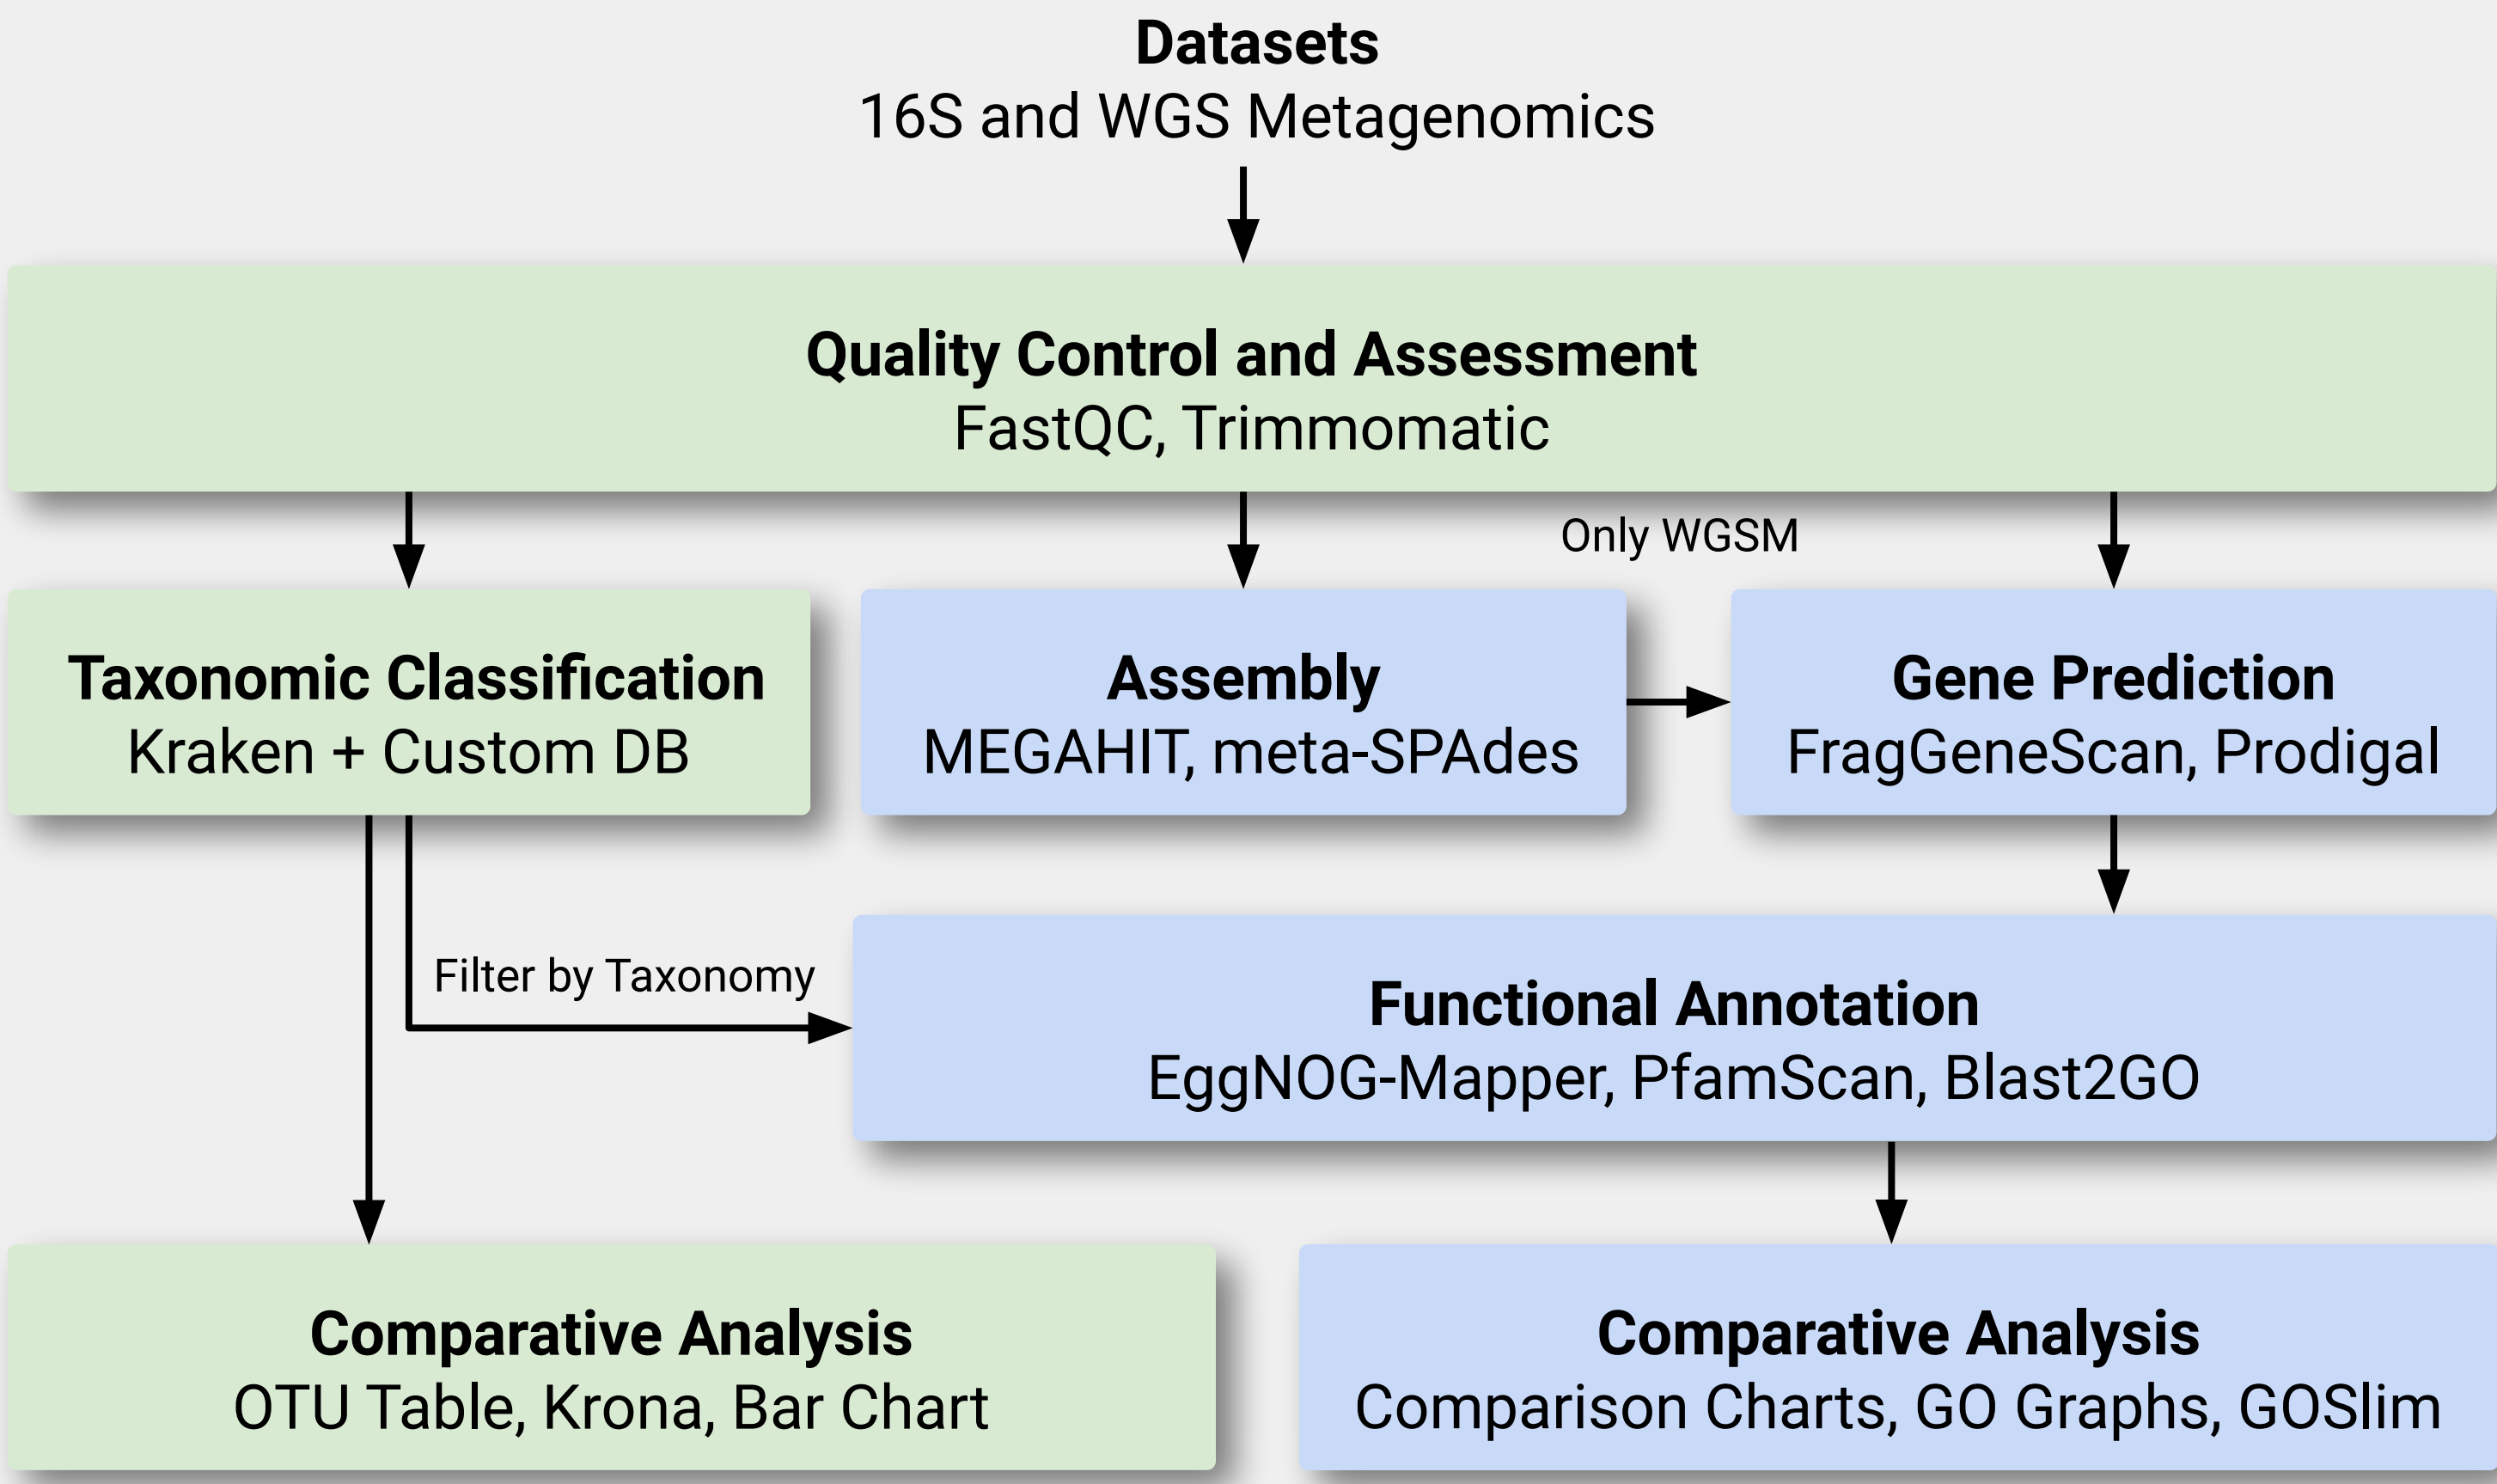 Datasets
16S and WGS Metagenomics
Quality Control and Assessment
FastQC, Trimmomatic
Only WGSM
Taxonomic Classification
Kraken + Custom DB
Assembly
MEGAHIT, meta-SPAdes
Gene Prediction
FragGeneScan, Prodigal
Filter by Taxonomy
Functional Annotation
EggNOG-Mapper, PfamScan, Blast2GO
Comparative Analysis
OTU Table, Krona, Bar Chart
Comparative Analysis
Comparison Charts, GO Graphs, GOSlim